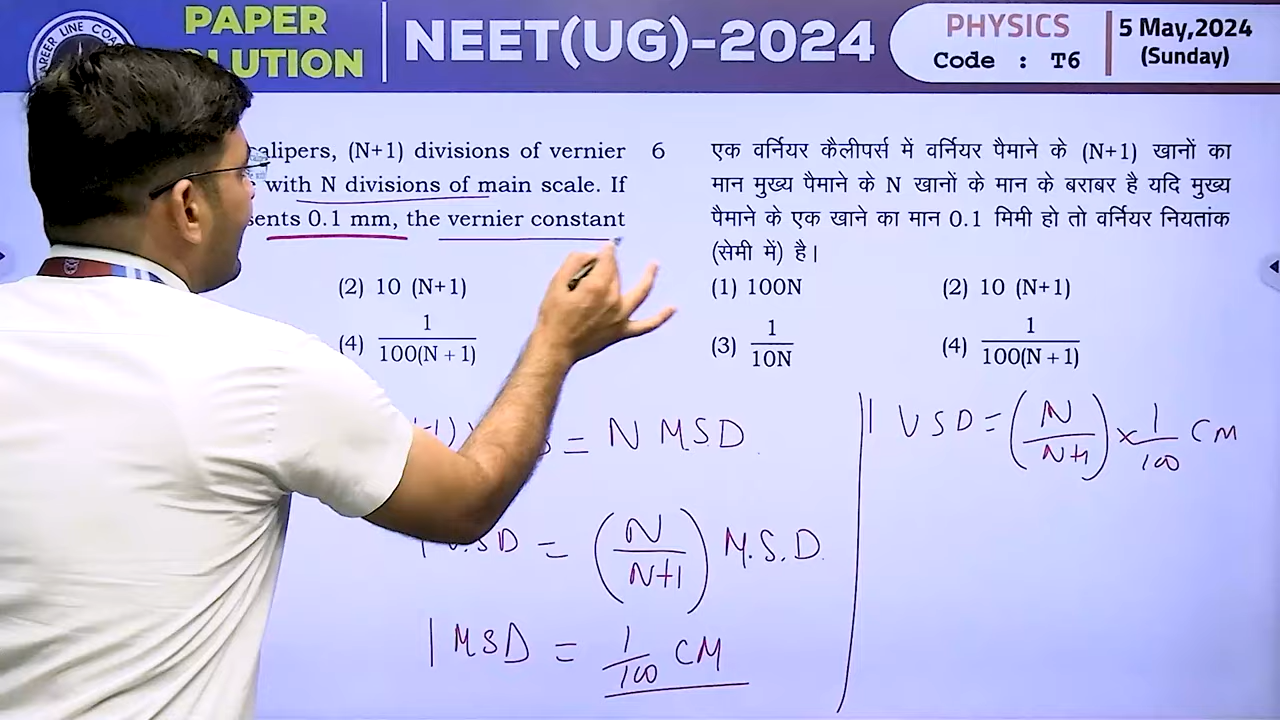 PAPER
NEET(UG)-2024
PHYSICS
Code : T6
5 May,2024
(Sunday)
(N+1) divisions of vernier
with N divisions of main scale. If
0.1 mm, the vernier constant
(2) 10 (N+1)
(4) 1/100(N + 1)
6 एक वर्नियर कैलीपर्स में वर्नियर पैमाने के (N+1) खानों का
मान मुख्य पैमाने के N खानों के मान के बराबर है यदि मुख्य
पैमाने के एक खाने का मान 0.1 मिमी हो तो वर्नियर नियतांक
(सेमी में) है।
(1) 100N (2) 10 (N+1)
(3) 1/10N (4) 1/100(N + 1)
= N MSD
= (N/N+1) M.S.D.
1 MSD = 1/100 CM
1 VSD = (N/N+1) × 1/100 CM